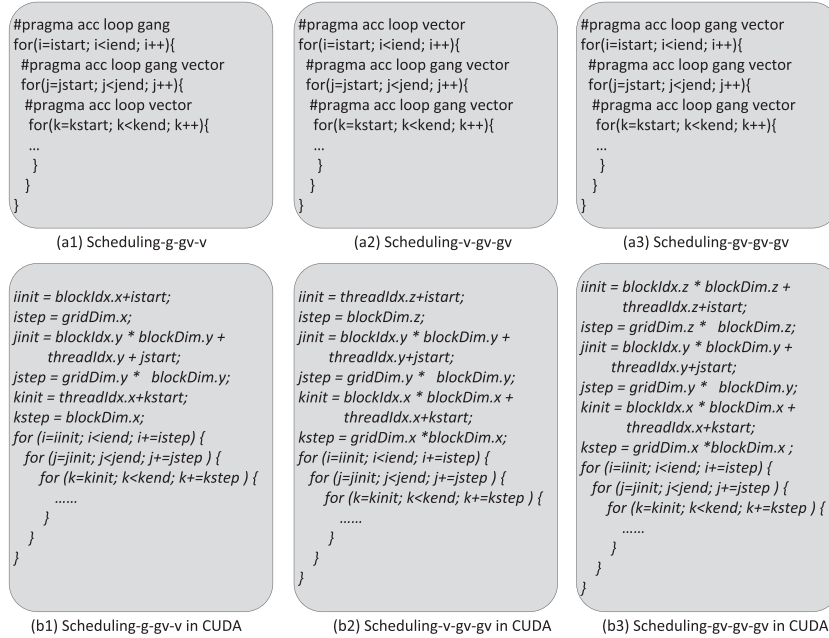 #pragma acc loop gang
for(i=istart; i<iend; i++){
#pragma acc loop gang vector
for(j=jstart; j<jend; j++){
#pragma acc loop vector
for(k=kstart; k<kend; k++){
...
}
}
}
(a1) Scheduling-g-gv-v
#pragma acc loop vector
for(i=istart; i<iend; i++){
#pragma acc loop gang vector
for(j=jstart; j<jend; j++){
#pragma acc loop gang vector
for(k=kstart; k<kend; k++){
...
}
}
}
(a2) Scheduling-v-gv-gv
#pragma acc loop gang vector
for(i=istart; i<iend; i++){
#pragma acc loop gang vector
for(j=jstart; j<jend; j++){
#pragma acc loop gang vector
for(k=kstart; k<kend; k++){
...
}
}
}
(a3) Scheduling-gv-gv-gv
iinit = blockIdx.x+istart;
istep = gridDim.x;
jinit = blockIdx.y * blockDim.y +
threadIdx.y + jstart;
jstep = gridDim.y * blockDim.y;
kinit = threadIdx.x+kstart;
kstep = blockDim.x;
for (i=iinit; i<iend; i+=istep) {
for (j=jinit; j<jend; j+=jstep ) {
for (k=kinit; k<kend; k+=kstep ) {
......
}
}
}
(b1) Scheduling-g-gv-v in CUDA
iinit = threadIdx.z+istart;
istep = blockDim.z;
jinit = blockIdx.y * blockDim.y +
threadIdx.y+jstart;
jstep = gridDim.y * blockDim.y;
kinit = blockIdx.x * blockDim.x +
threadIdx.x+kstart;
kstep = gridDim.x *blockDim.x;
for (i=iinit; i<iend; i+=istep) {
for (j=jinit; j<jend; j+=jstep ) {
for (k=kinit; k<kend; k+=kstep ) {
......
}
}
}
(b2) Scheduling-v-gv-gv in CUDA
iinit = blockIdx.z * blockDim.z +
threadIdx.z+istart;
istep = gridDim.z * blockDim.z;
jinit = blockIdx.y * blockDim.y +
threadIdx.y+jstart;
jstep = gridDim.y * blockDim.y;
kinit = blockIdx.x * blockDim.x +
threadIdx.x+kstart;
kstep = gridDim.x *blockDim.x ;
for (i=iinit; i<iend; i+=istep) {
for (j=jinit; j<jend; j+=jstep ) {
for (k=kinit; k<kend; k+=kstep ) {
......
}
}
}
(b3) Scheduling-gv-gv-gv in CUDA